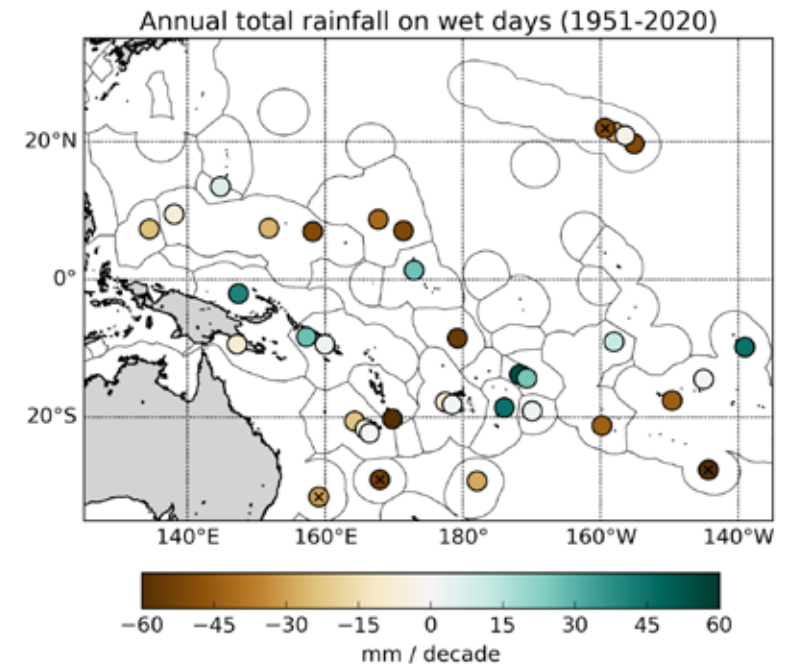 Annual total rainfall on wet days (1951-2020)
20°N
0°
20°S
140°E 160°E 180° 160°W 140°W
−60 −45 −30 −15 0 15 30 45 60
mm / decade